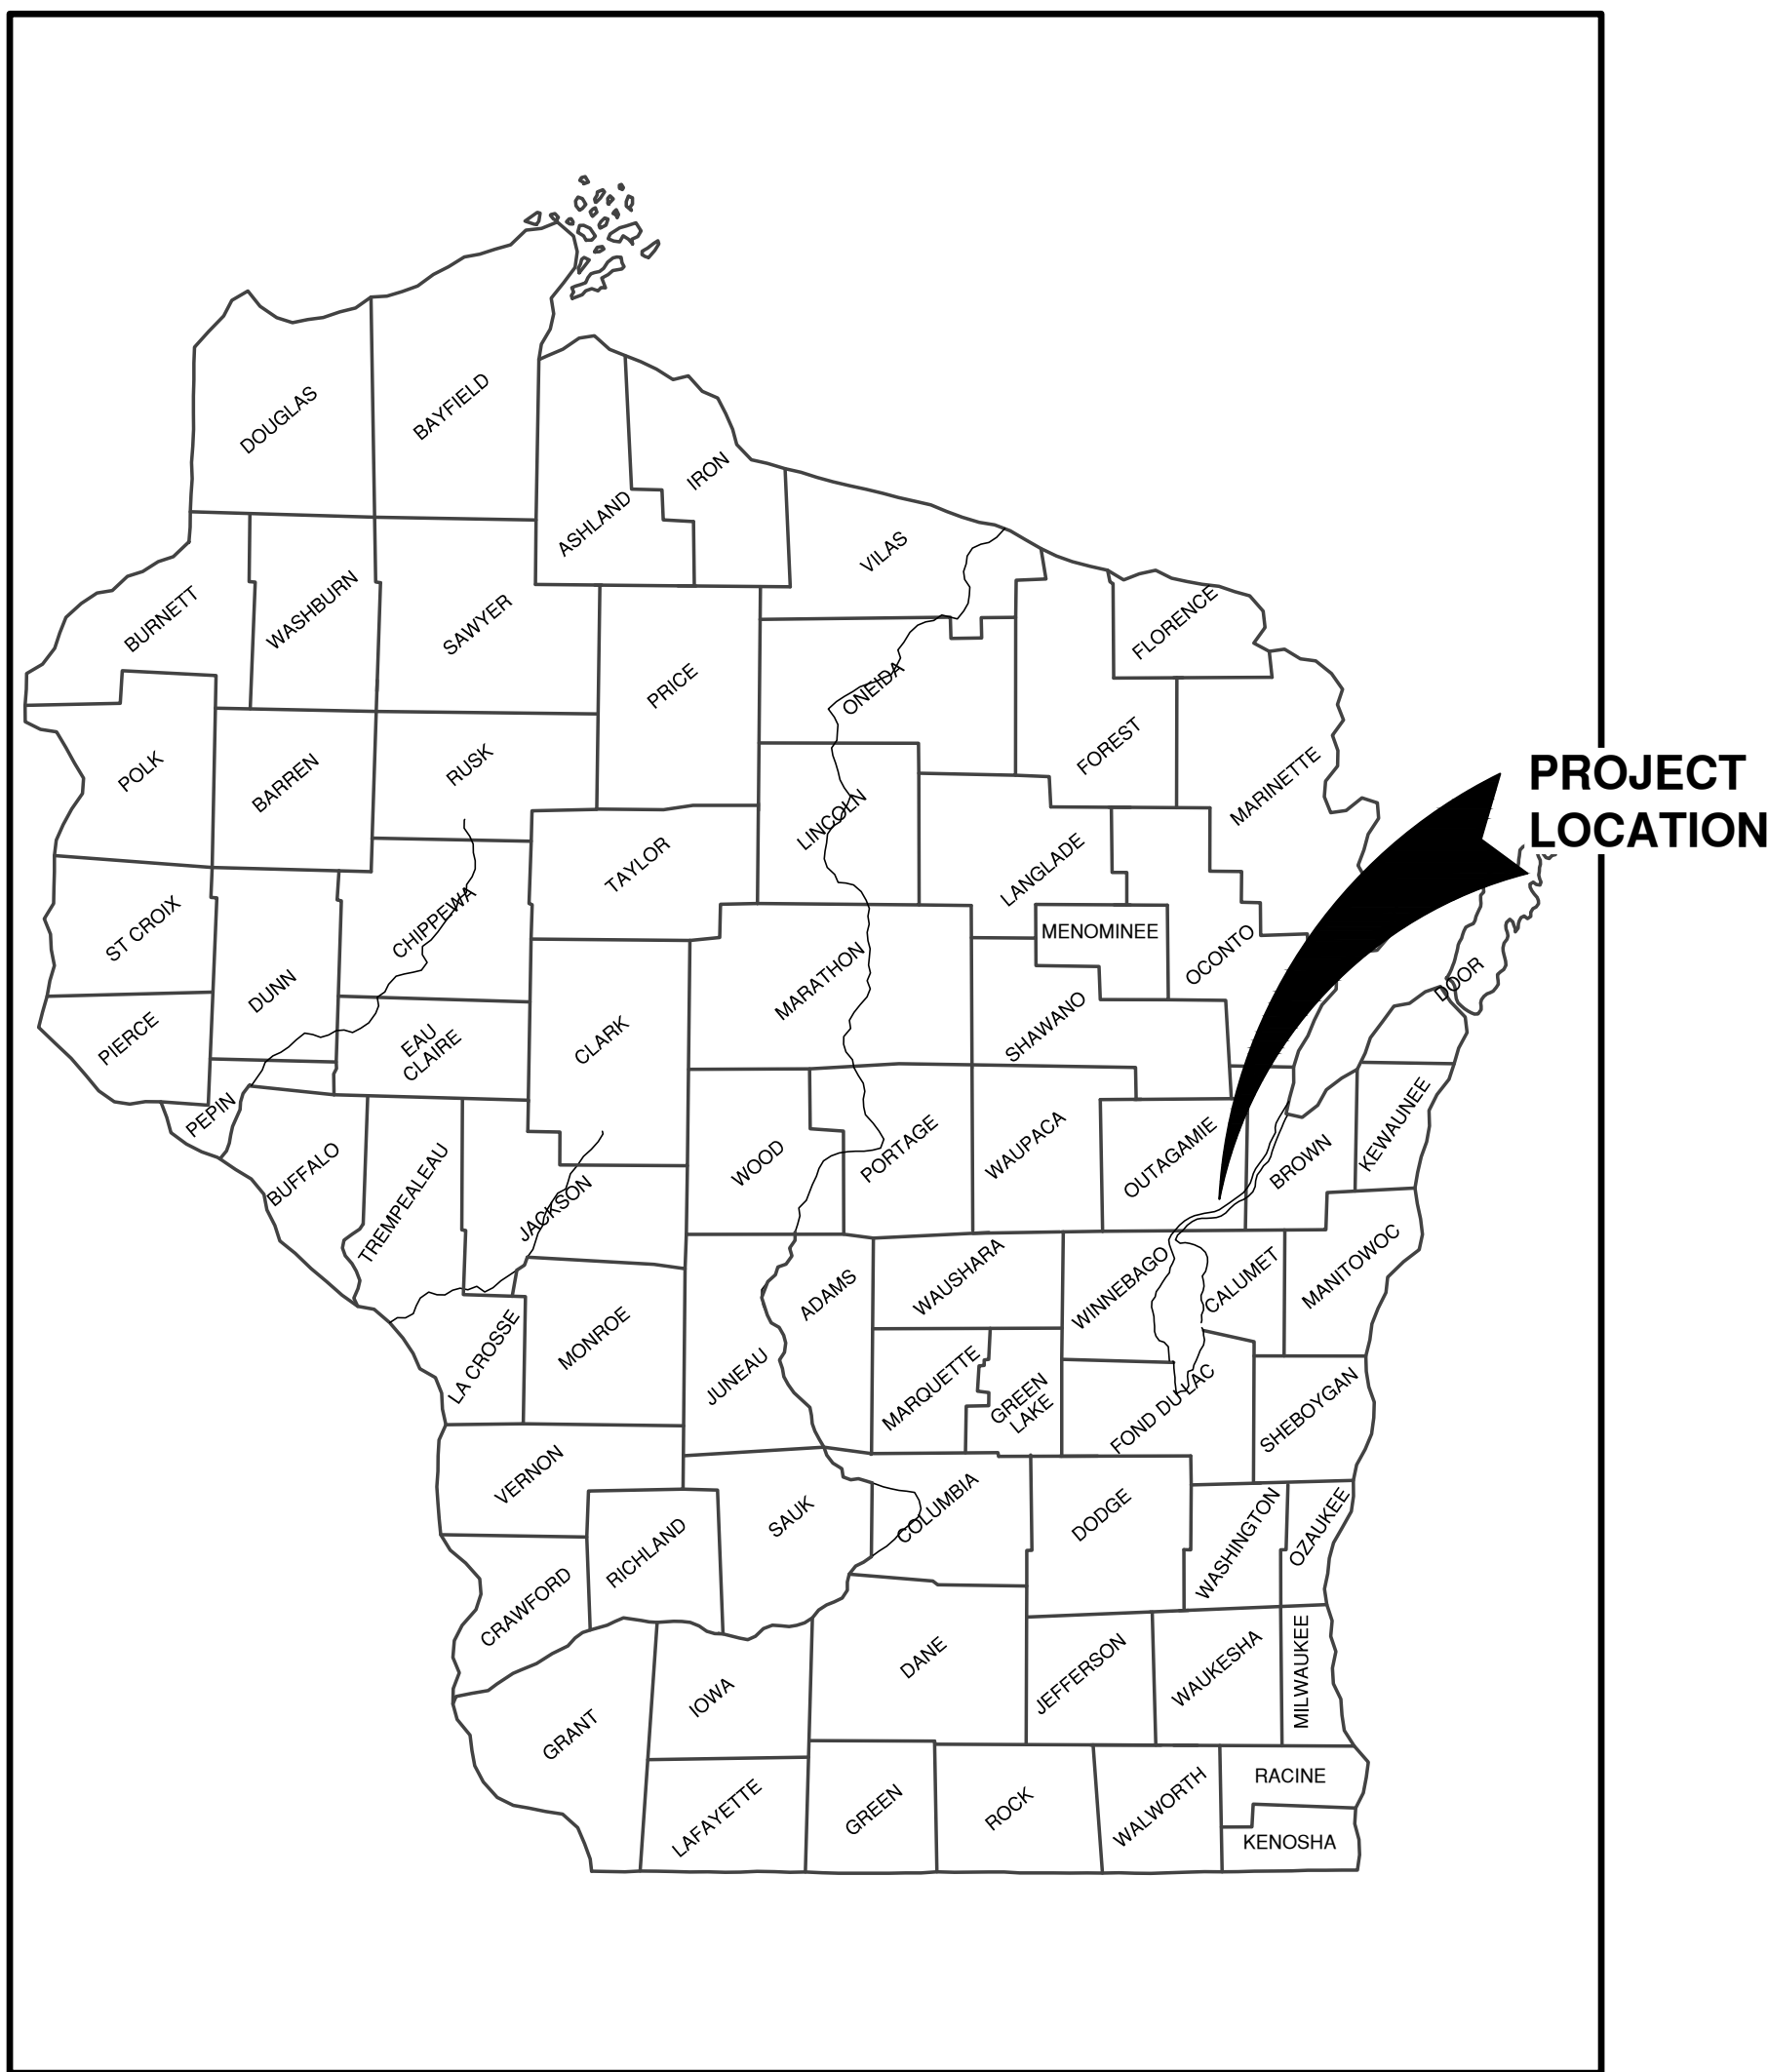 DOUGLAS
BAYFIELD
IRON
ASHLAND
VILAS
BURNETT
WASHBURN
SAWYER
FLORENCE
PRICE
ONEIDA
FOREST
POLK
BARREN
RUSK
MARINETTE
PROJECT
LOCATION
LINCOLN
TAYLOR
LANGLADE
ST CROIX
CHIPPEWA
MENOMINEE
OCONTO
DUNN
MARATHON
DOOR
PIERCE
EAU
CLAIRE
CLARK
SHAWANO
PEPIN
BUFFALO
TREMPEALEAU
JACKSON
WOOD
PORTAGE
WAUPACA
OUTAGAMIE
BROWN
KEWAUNEE
LA CROSSE
MONROE
JUNEAU
ADAMS
WAUSHARA
WINNEBAGO
CALUMET
MANITOWOC
MARQUETTE
GREEN
LAKE
FOND DU LAC
SHEBOYGAN
VERNON
RICHLAND
SAUK
COLUMBIA
DODGE
WASHINGTON
OZAUKEE
CRAWFORD
GRANT
IOWA
DANE
JEFFERSON
WAUKESHA
MILWAUKEE
LAFAYETTE
GREEN
ROCK
WALWORTH
RACINE
KENOSHA